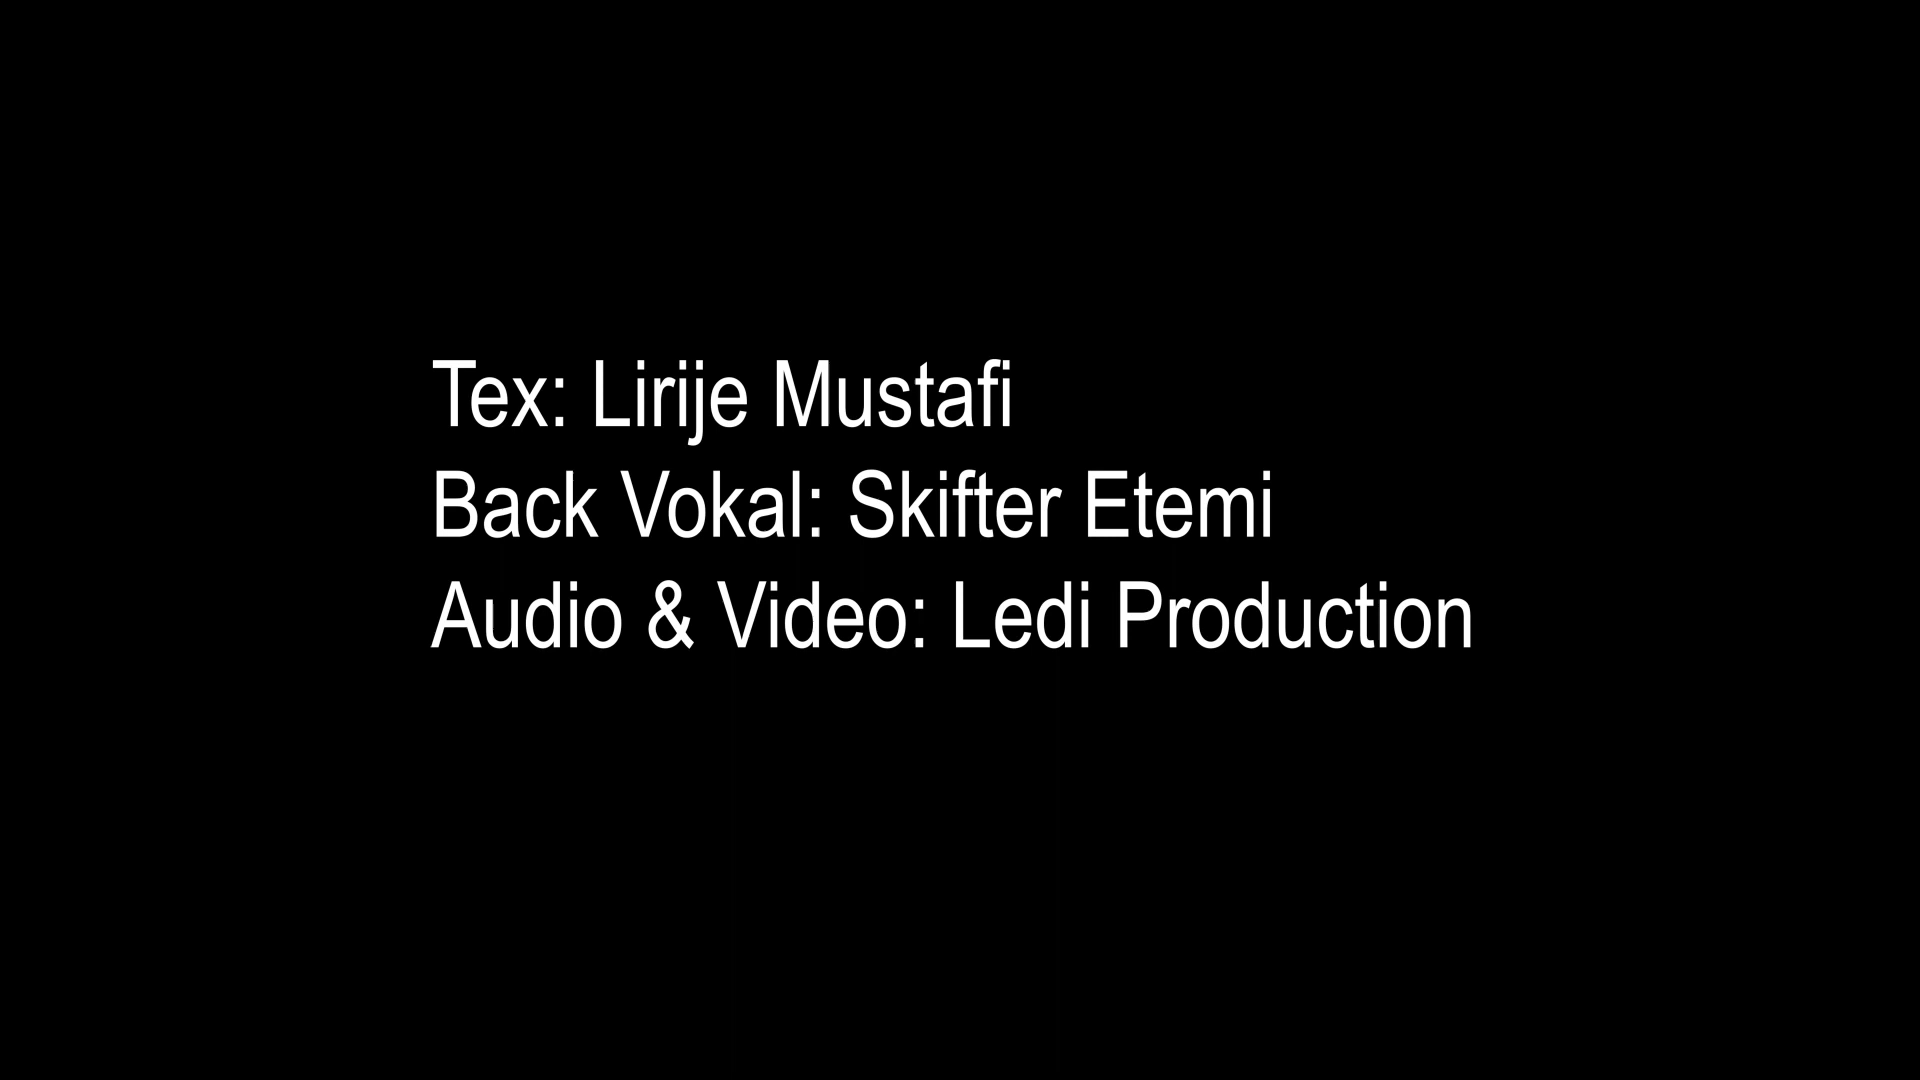 Tex: Lirije Mustafi
Back Vokal: Skifter Etemi
Audio & Video: Ledi Production